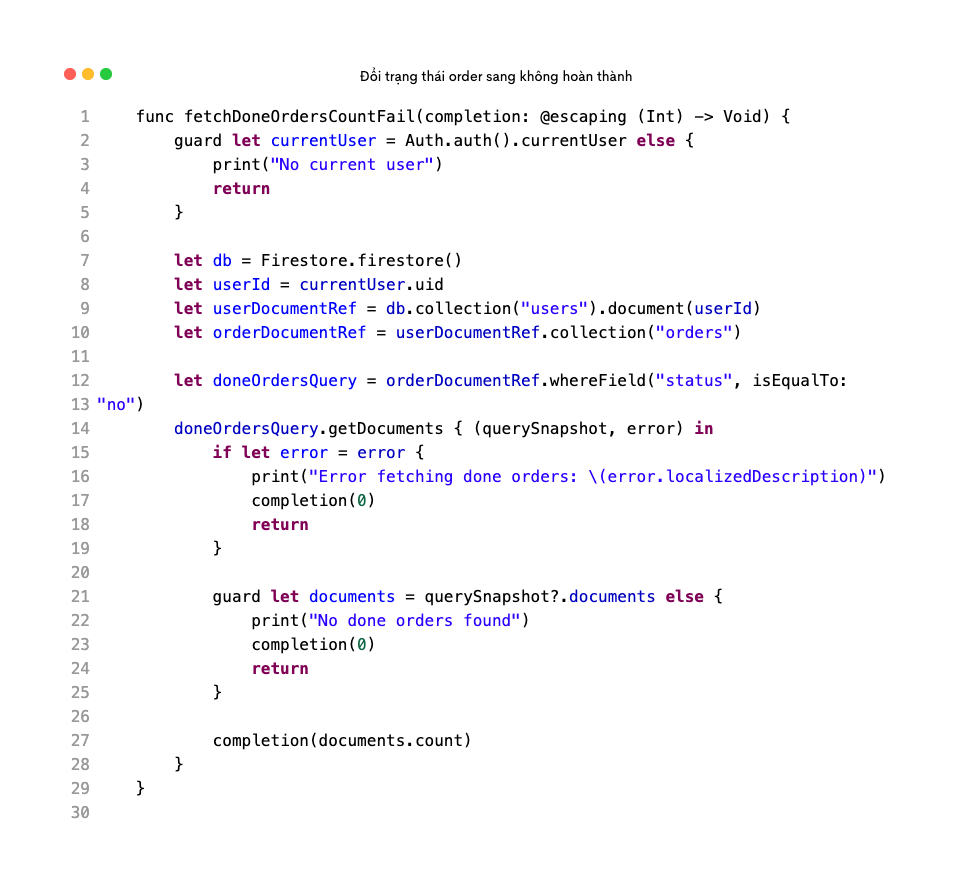 Đổi trạng thái order sang không hoàn thành
1 func fetchDoneOrdersCountFail(completion: @escaping (Int) -> Void) {
2 guard let currentUser = Auth.auth().currentUser else {
3 print("No current user")
4 return
5 }
6
7 let db = Firestore.firestore()
8 let userId = currentUser.uid
9 let userDocumentRef = db.collection("users").document(userId)
10 let orderDocumentRef = userDocumentRef.collection("orders")
11
12 let doneOrdersQuery = orderDocumentRef.whereField("status", isEqualTo:
13 "no")
14 doneOrdersQuery.getDocuments { (querySnapshot, error) in
15 if let error = error {
16 print("Error fetching done orders: \(error.localizedDescription)")
17 completion(0)
18 return
19 }
20
21 guard let documents = querySnapshot?.documents else {
22 print("No done orders found")
23 completion(0)
24 return
25 }
26
27 completion(documents.count)
28 }
29 }
30